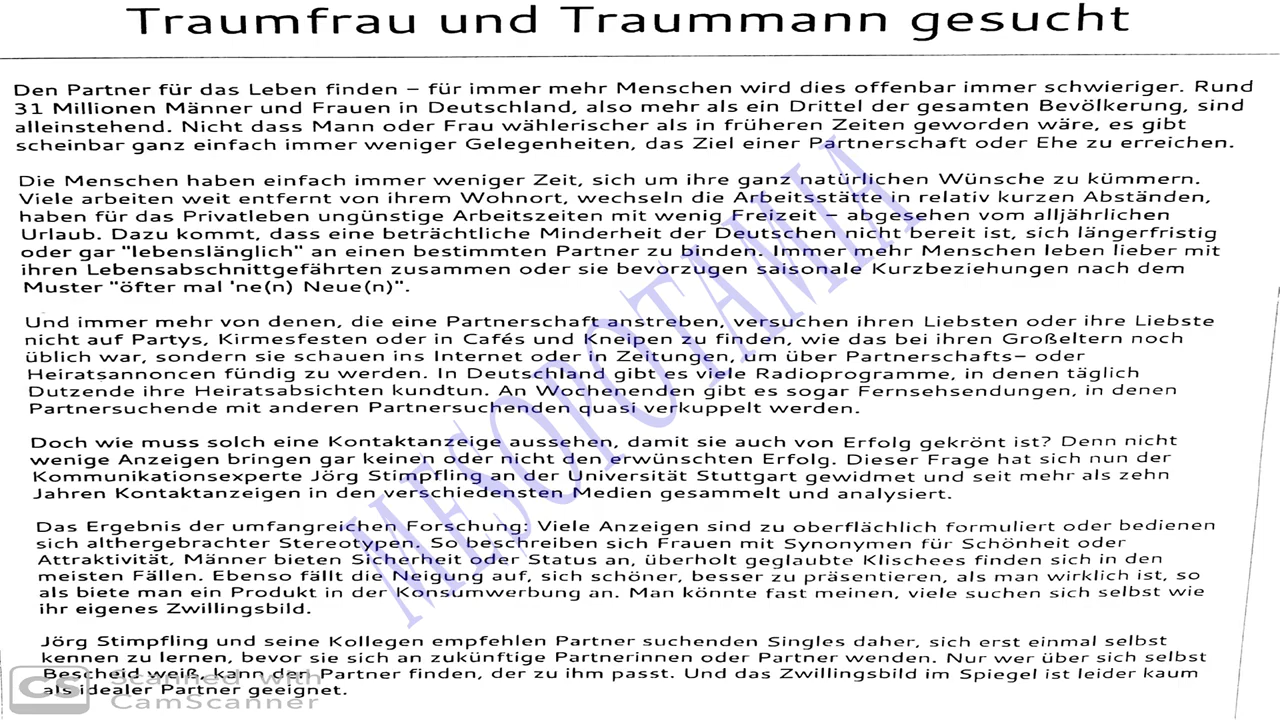 Traumfrau und Traummann gesucht
Den Partner für das Leben finden – für immer mehr Menschen wird dies offenbar immer schwieriger. Rund
31 Millionen Männer und Frauen in Deutschland, also mehr als ein Drittel der gesamten Bevölkerung, sind
alleinstehend. Nicht dass Mann oder Frau wählerischer als in früheren Zeiten geworden wäre, es gibt
scheinbar ganz einfach immer weniger Gelegenheiten, das Ziel einer Partnerschaft oder Ehe zu erreichen.
Die Menschen haben einfach immer weniger Zeit, sich um ihre ganz natürlichen Wünsche zu kümmern.
Viele arbeiten weit entfernt von ihrem Wohnort, wechseln die Arbeitsstätte in relativ kurzen Abständen,
haben für das Privatleben ungünstige Arbeitszeiten mit wenig Freizeit – abgesehen vom alljährlichen
Urlaub. Dazu kommt, dass eine beträchtliche Minderheit der Deutschen nicht bereit ist, sich längerfristig
oder gar "lebenslänglich" an einen bestimmten Partner zu binden. Immer mehr Menschen leben lieber mit
ihren Lebensabschnittgefährten zusammen oder sie bevorzugen saisonale Kurzbeziehungen nach dem
Muster "öfter mal 'ne(n) Neue(n)".
Und immer mehr von denen, die eine Partnerschaft anstreben, versuchen ihren Liebsten oder ihre Liebste
nicht auf Partys, Kirmesfesten oder in Cafés und Kneipen zu finden, wie das bei ihren Großeltern noch
üblich war, sondern sie schauen ins Internet oder in Zeitungen, um über Partnerschafts– oder
Heiratsannoncen fündig zu werden. In Deutschland gibt es viele Radioprogramme, in denen täglich
Dutzende ihre Heiratsabsichten kundtun. An Wochenenden gibt es sogar Fernsehsendungen, in denen
Partnersuchende mit anderen Partnersuchenden quasi verkuppelt werden.
Doch wie muss solch eine Kontaktanzeige aussehen, damit sie auch von Erfolg gekrönt ist? Denn nicht
wenige Anzeigen bringen gar keinen oder nicht den erwünschten Erfolg. Dieser Frage hat sich nun der
Kommunikationsexperte Jörg Stimpfling an der Universität Stuttgart gewidmet und seit mehr als zehn
Jahren Kontaktanzeigen in den verschiedensten Medien gesammelt und analysiert.
Das Ergebnis der umfangreichen Forschung: Viele Anzeigen sind zu oberflächlich formuliert oder bedienen
sich althergebrachter Stereotypen. So beschreiben sich Frauen mit Synonymen für Schönheit oder
Attraktivität, Männer bieten Sicherheit oder Status an, überholt geglaubte Klischees finden sich in den
meisten Fällen. Ebenso fällt die Neigung auf, sich schöner, besser zu präsentieren, als man wirklich ist, so
als biete man ein Produkt in der Konsumwerbung an. Man könnte fast meinen, viele suchen sich selbst wie
ihr eigenes Zwillingsbild.
Jörg Stimpfling und seine Kollegen empfehlen Partner suchenden Singles daher, sich erst einmal selbst
kennen zu lernen, bevor sie sich an zukünftige Partnerinnen oder Partner wenden. Nur wer über sich selbst
Bescheid weiß, kann den Partner finden, der zu ihm passt. Und das Zwillingsbild im Spiegel ist leider kaum
als idealer Partner geeignet.
MESOPOTAMIA
CS
Scanned with
CamScanner